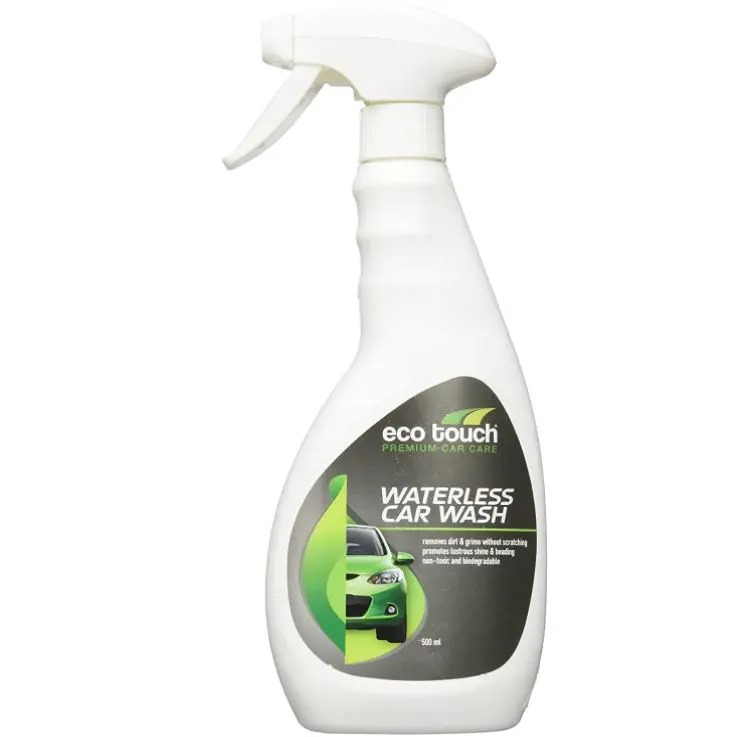 eco touch
PREMIUM CAR CARE
WATERLESS
CAR WASH
removes dirt & grime without scratching
promotes lustrous shine & beading
non-toxic and biodegradable
500 ml